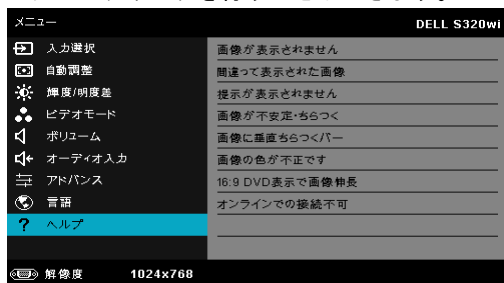 メニュー
DELL S320wi
入力選択
自動調整
輝度/明度差
ビデオモード
ボリューム
オーディオ入力
アドバンス
言語
? ヘルプ
画像が表示されません
間違って表示された画像
提示が表示されません
画像が不安定・ちらつく
画像に垂直ちらつくバー
画像の色が不正です
16:9 DVD表示で画像伸長
オンラインでの接続不可
解像度 1024x768